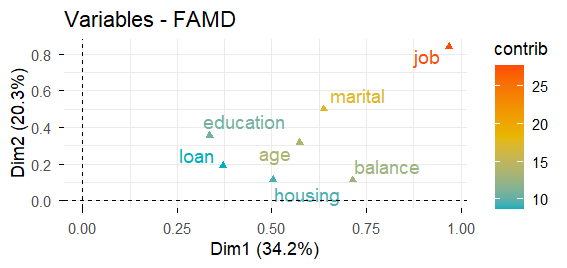 Variables - FAMD
Dim2 (20.3%)
0.8
0.6
0.4
0.2
0.0
job
marital
education
loan
age
balance
housing
0.00
0.25
0.50
0.75
1.00
Dim1 (34.2%)
contrib
25
20
15
10